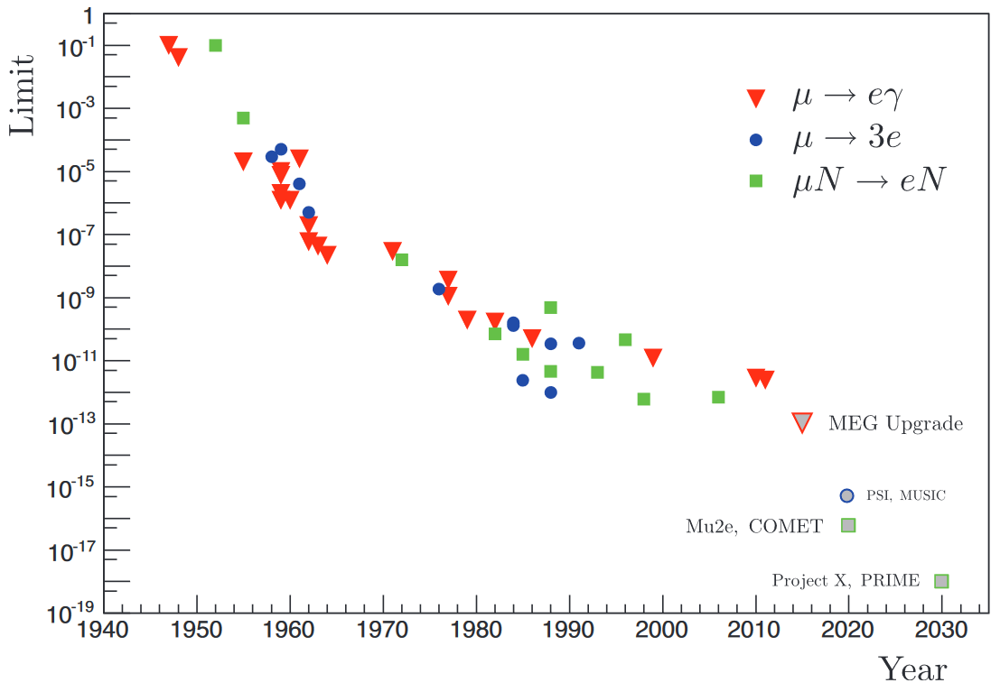 Limit
1
10⁻¹
10⁻³
10⁻⁵
10⁻⁷
10⁻⁹
10⁻¹¹
10⁻¹³
10⁻¹⁵
10⁻¹⁷
10⁻¹⁹
μ → eγ
μ → 3e
μN → eN
MEG Upgrade
PSI, MUSIC
Mu2e, COMET
Project X, PRIME
1940 1950 1960 1970 1980 1990 2000 2010 2020 2030
Year